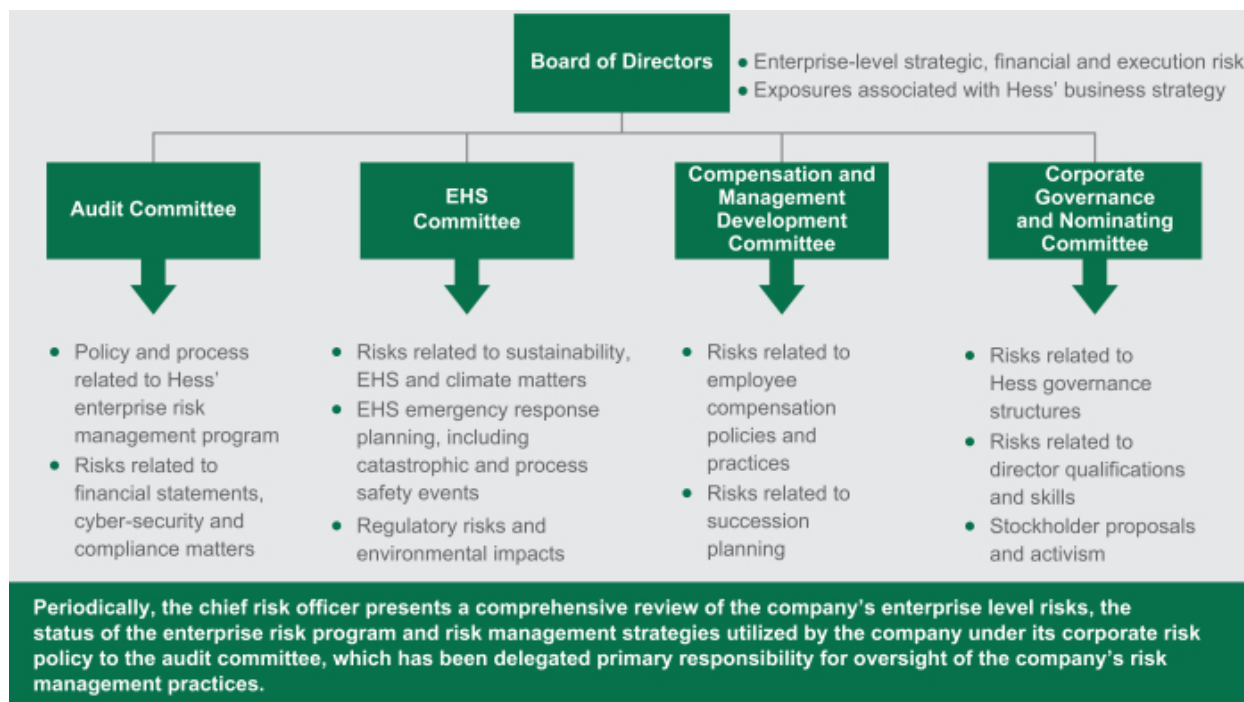 Board of Directors
● Enterprise-level strategic, financial and execution risk
● Exposures associated with Hess’ business strategy
Audit Committee
EHS
Committee
Compensation and
Management
Development
Committee
Corporate
Governance
and Nominating
Committee
● Policy and process
related to Hess’
enterprise risk
management program
● Risks related to
financial statements,
cyber-security and
compliance matters
● Risks related to sustainability,
EHS and climate matters
● EHS emergency response
planning, including
catastrophic and process
safety events
● Regulatory risks and
environmental impacts
● Risks related to
employee
compensation
policies and
practices
● Risks related to
succession
planning
● Risks related to
Hess governance
structures
● Risks related to
director qualifications
and skills
● Stockholder proposals
and activism
Periodically, the chief risk officer presents a comprehensive review of the company’s enterprise level risks, the
status of the enterprise risk program and risk management strategies utilized by the company under its corporate risk
policy to the audit committee, which has been delegated primary responsibility for oversight of the company’s risk
management practices.